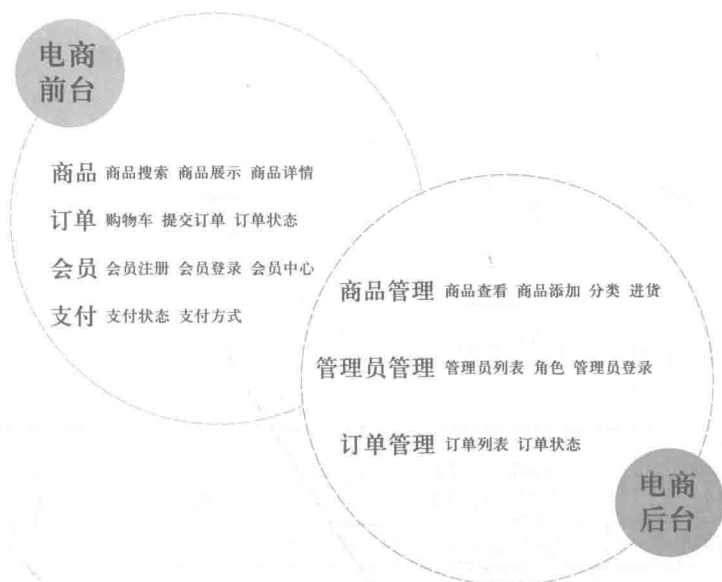 电商
前台
商品 商品搜索 商品展示 商品详情
订单 购物车 提交订单 订单状态
会员 会员注册 会员登录 会员中心
支付 支付状态 支付方式
商品管理 商品查看 商品添加 分类 进货
管理员管理 管理员列表 角色 管理员登录
订单管理 订单列表 订单状态
电商
后台